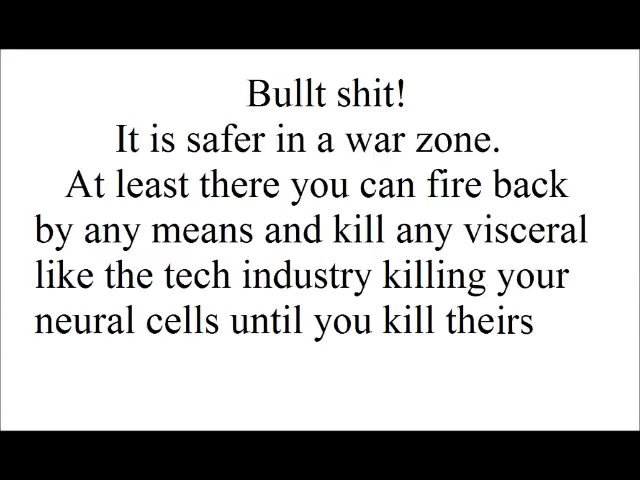 Bullt shit!
It is safer in a war zone.
At least there you can fire back
by any means and kill any visceral
like the tech industry killing your
neural cells until you kill theirs